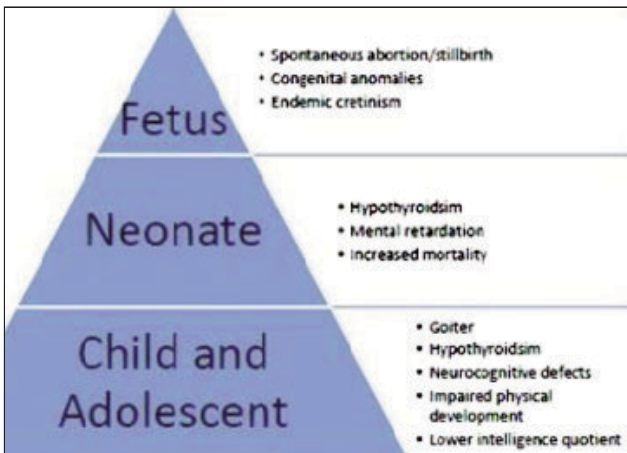 Fetus
• Spontaneous abortion/stillbirth
• Congenital anomalies
• Endemic cretinism
Neonate
• Hypothyroidsim
• Mental retardation
• Increased mortality
Child and
Adolescent
• Goiter
• Hypothyroidsim
• Neurocognitive defects
• Impaired physical
development
• Lower intelligence quotient